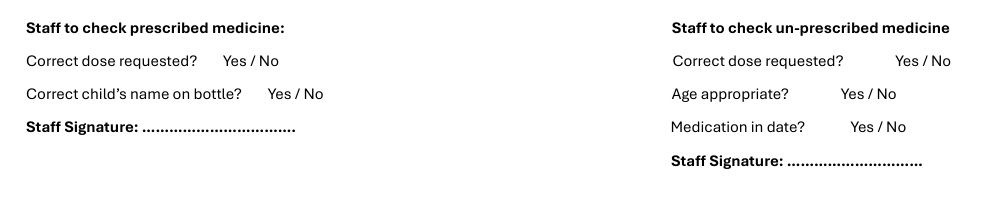 Staff to check prescribed medicine:
Correct dose requested? Yes / No
Correct child’s name on bottle? Yes / No
Staff Signature: ……………………………..
Staff to check un-prescribed medicine
Correct dose requested? Yes / No
Age appropriate? Yes / No
Medication in date? Yes / No
Staff Signature: …………………………